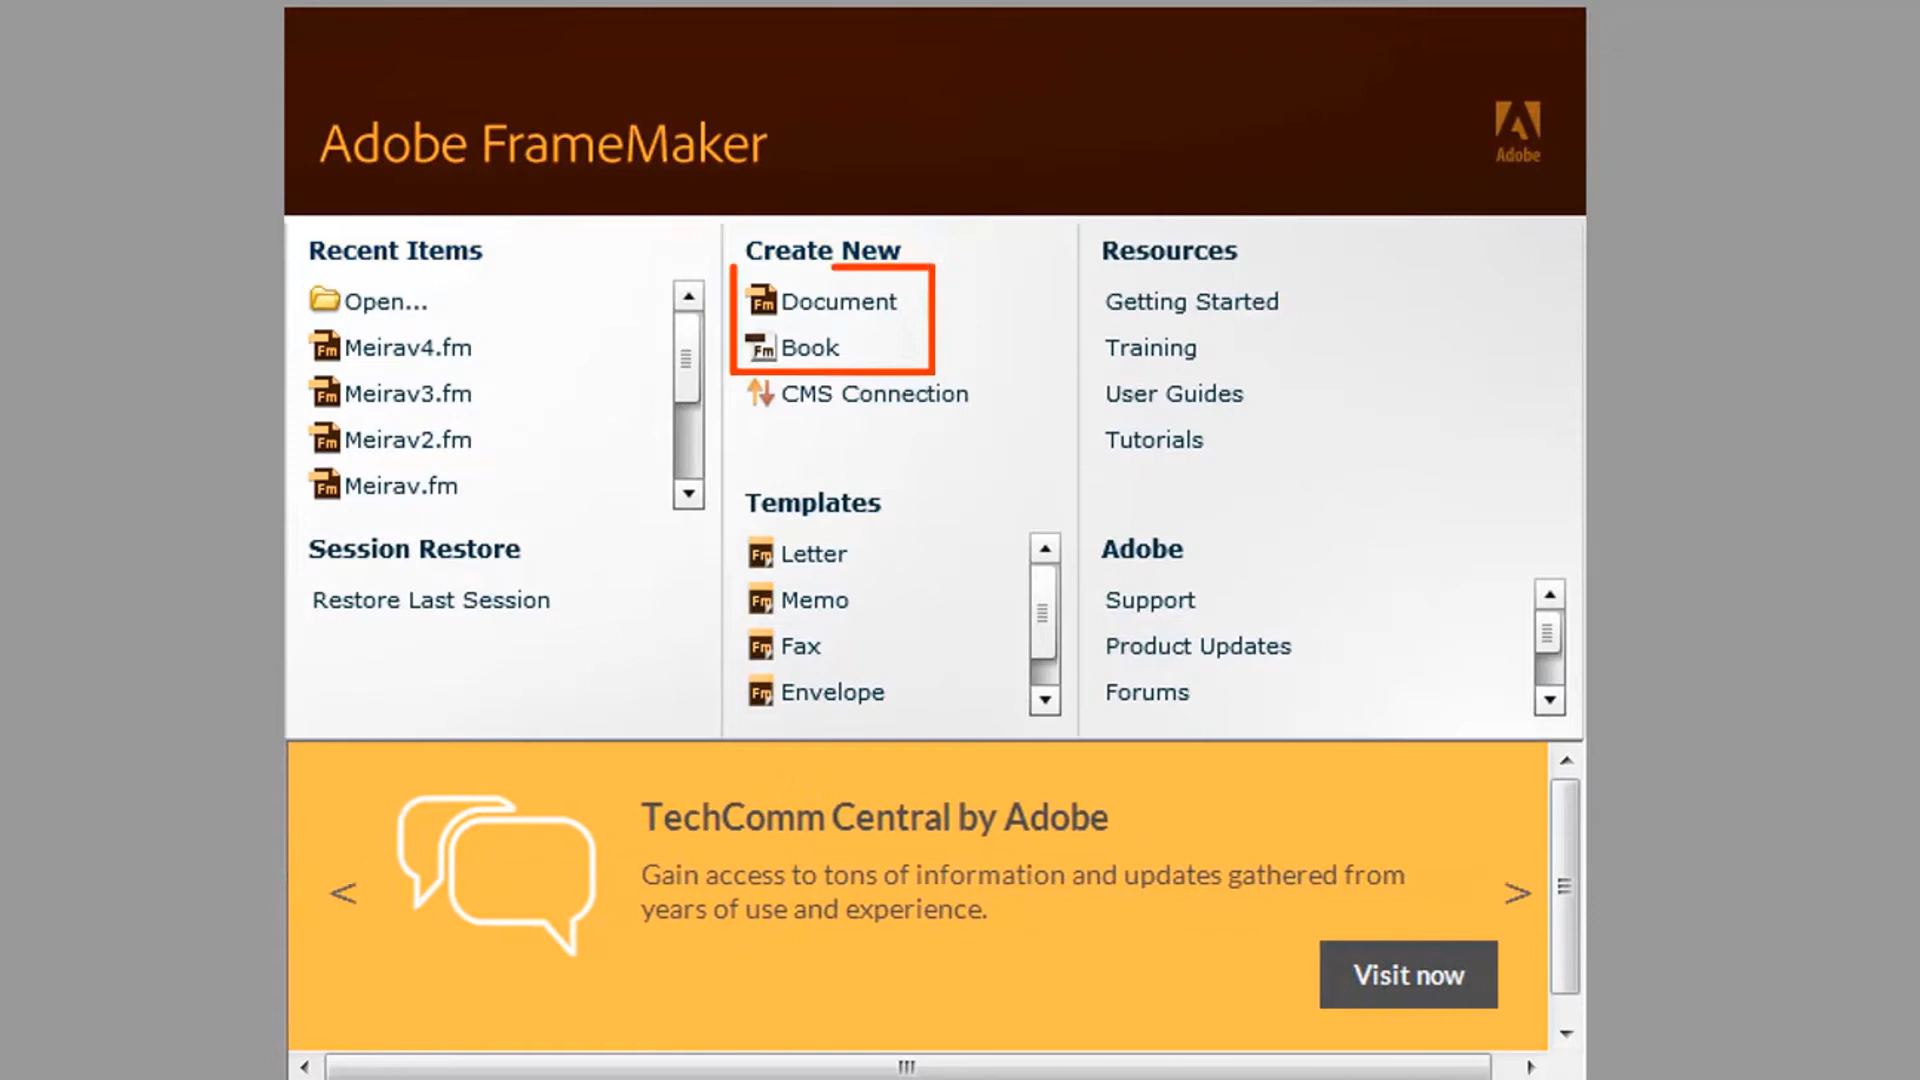 Adobe FrameMaker
Adobe
Recent Items
Open...
Meirav4.fm
Meirav3.fm
Meirav2.fm
Meirav.fm
Session Restore
Restore Last Session
Create New
Fm Document
Fm Book
CMS Connection
Templates
Letter
Memo
Fax
Envelope
Resources
Getting Started
Training
User Guides
Tutorials
Adobe
Support
Product Updates
Forums
TechComm Central by Adobe
Gain access to tons of information and updates gathered from
years of use and experience.
Visit now